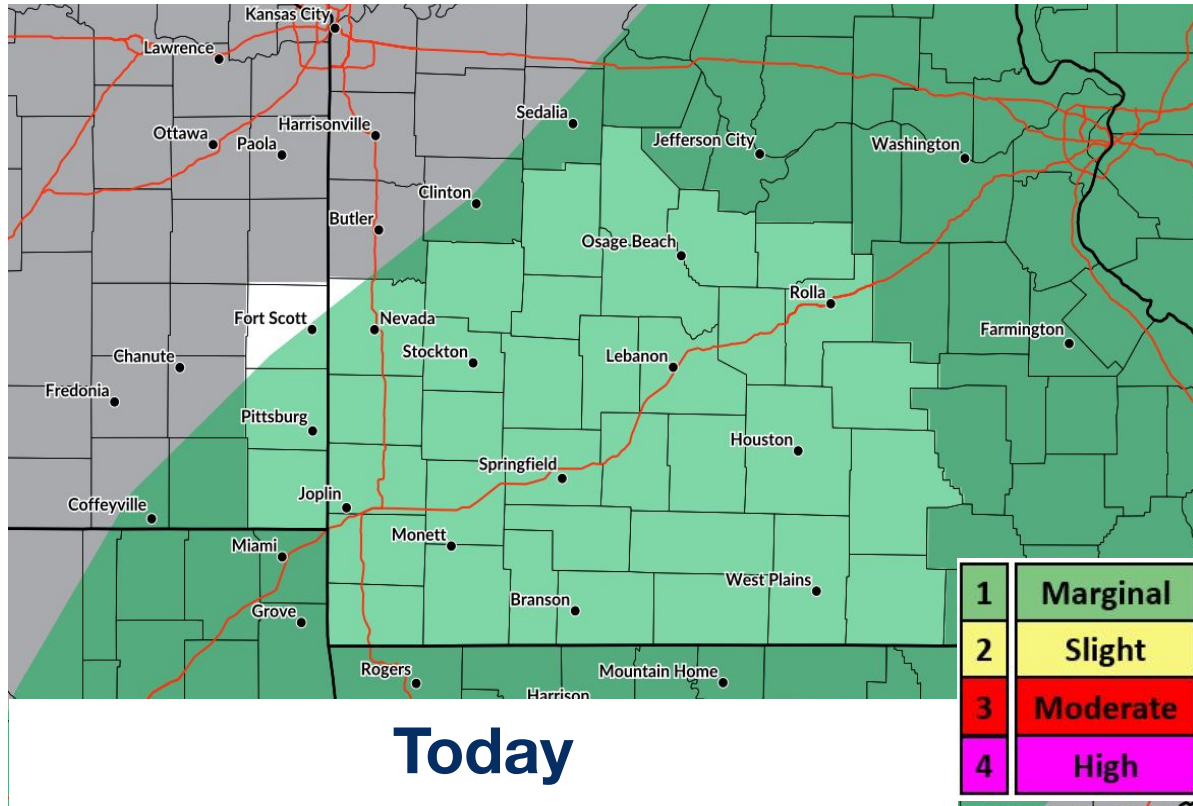 Kansas City
Lawrence
Sedalia
Ottawa
Harrisonville
Paola
Jefferson City
Washington
Clinton
Butler
Osage Beach
Rolla
Fort Scott
Nevada
Farmington
Stockton
Chanute
Lebanon
Fredonia
Pittsburg
Houston
Springfield
Joplin
Coffeyville
Monett
Miami
West Plains
Branson
Grove
Rogers
Mountain Home
Harrison
1 Marginal
2 Slight
3 Moderate
4 High
Today